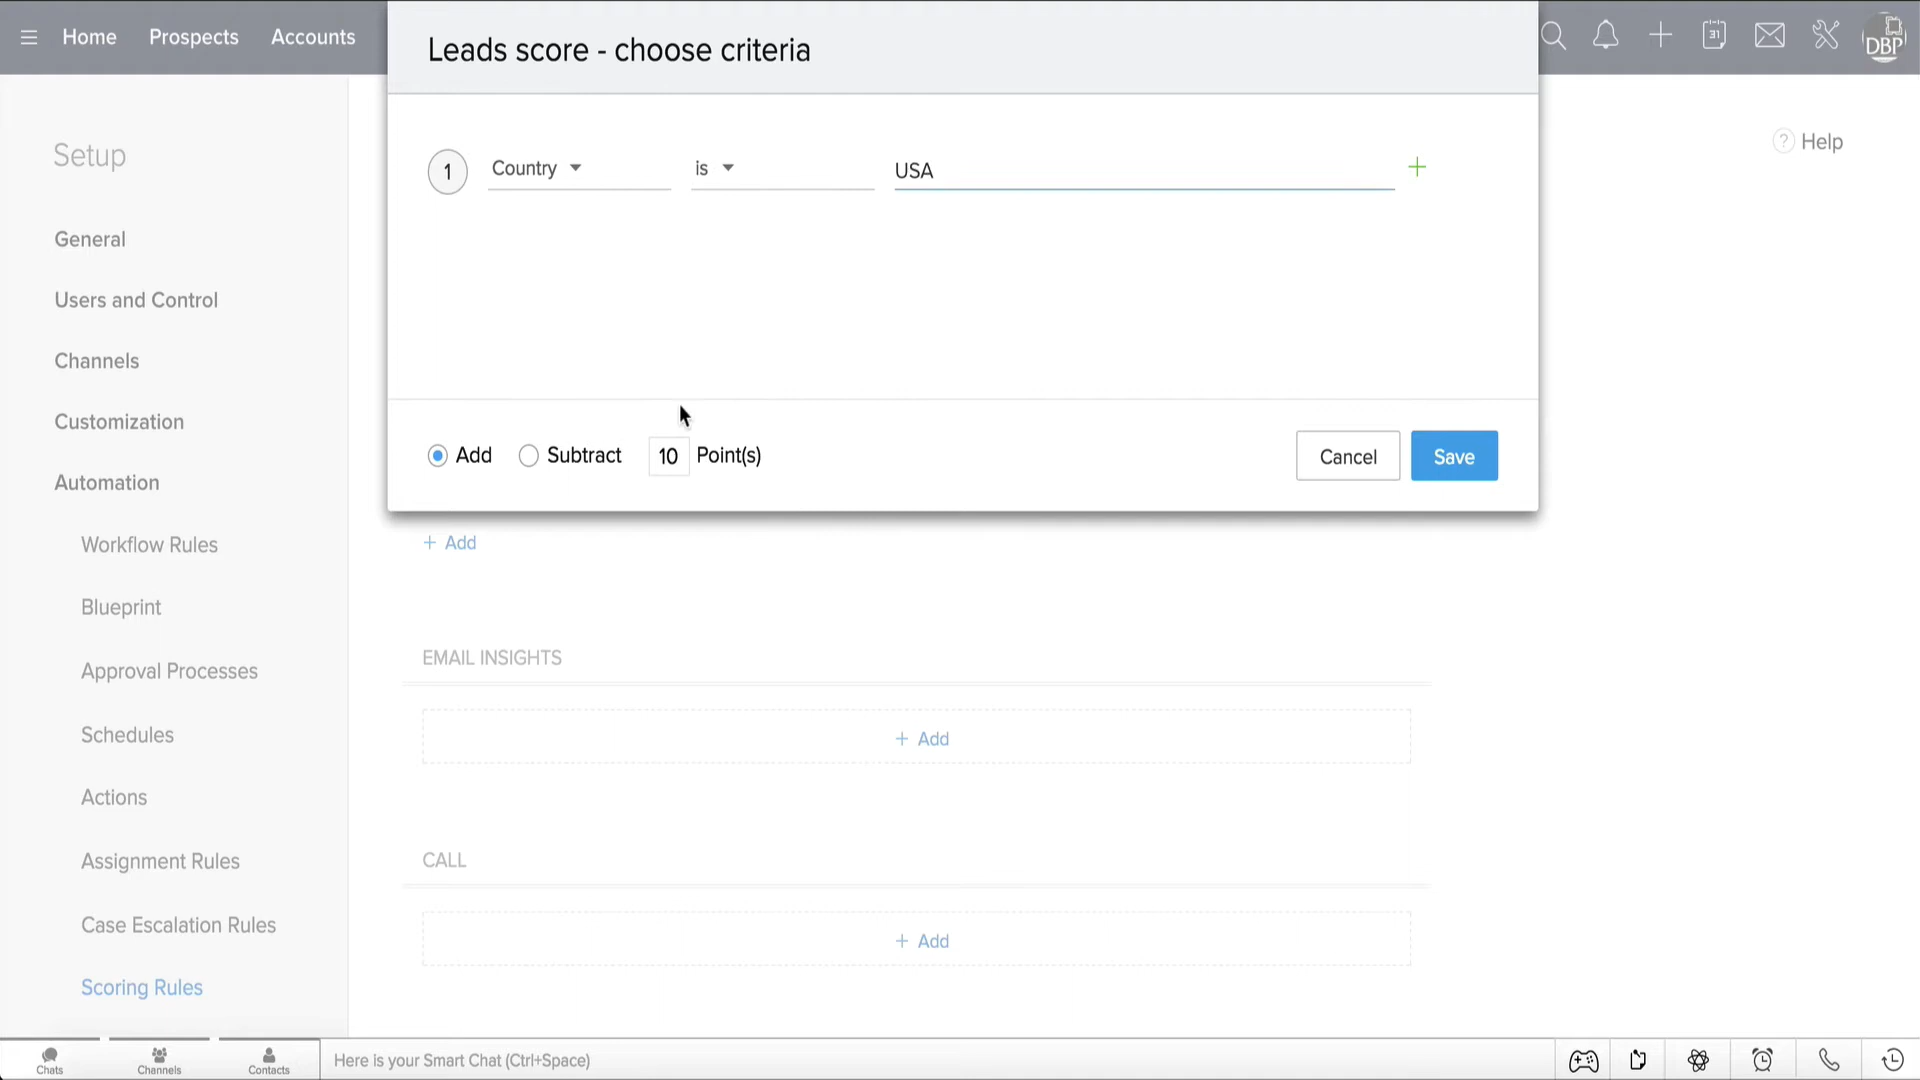 Home Prospects Accounts
31
DBP
Leads score - choose criteria
1 Country is USA
Add Subtract 10 Point(s)
Cancel Save
? Help
Setup
General
Users and Control
Channels
Customization
Automation
Workflow Rules
Blueprint
Approval Processes
Schedules
Actions
Assignment Rules
Case Escalation Rules
Scoring Rules
+ Add
EMAIL INSIGHTS
+ Add
CALL
+ Add
Chats Channels Contacts
Here is your Smart Chat (Ctrl+Space)